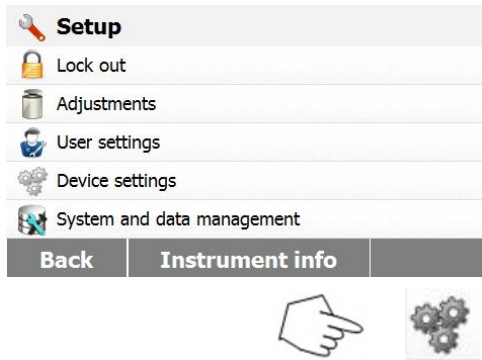 Setup
Lock out
Adjustments
User settings
Device settings
System and data management
Back Instrument info